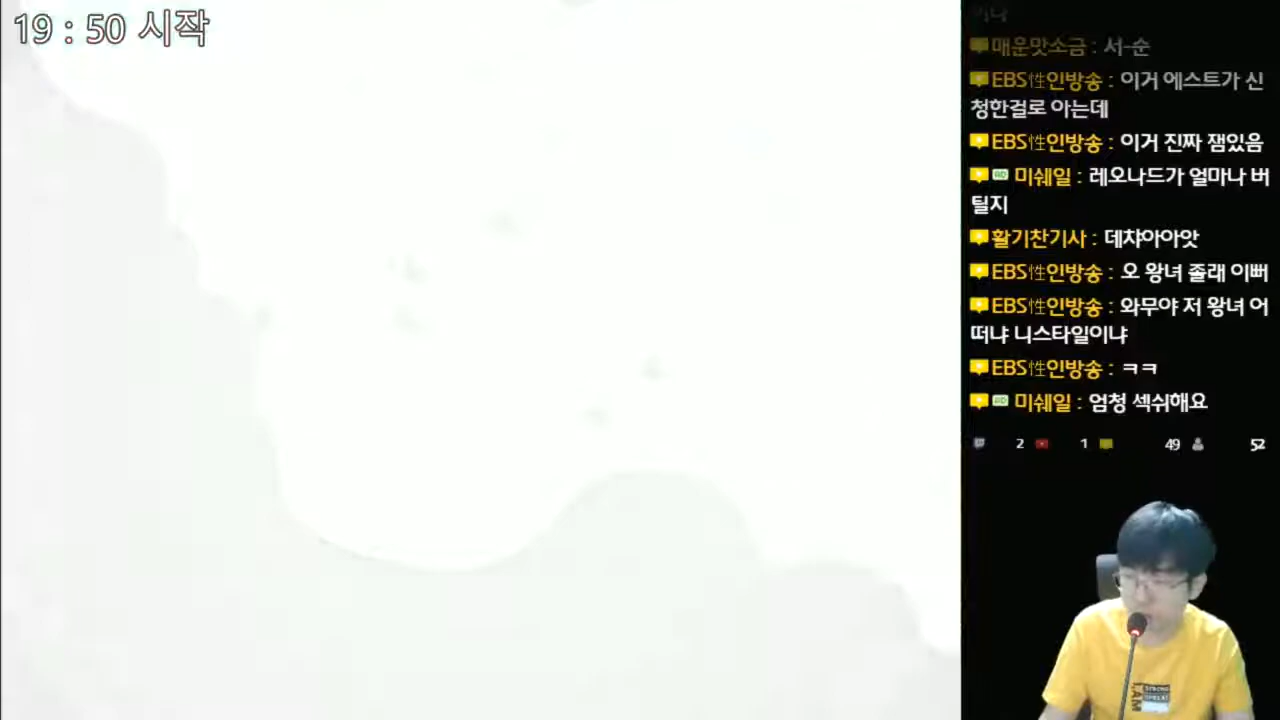 19 : 50 시작
매운맛소금 : 서-순
EBS性인방송 : 이거 에스트가 신
청한걸로 아는데
EBS性인방송 : 이거 진짜 잼있음
미쉐일 : 레오나드가 얼마나 버
틸지
활기찬기사 : 데챠아아앗
EBS性인방송 : 오 왕녀 졸래 이뻐
EBS性인방송 : 와무야 저 왕녀 어
떠냐 니스타일이냐
EBS性인방송 : ㅋㅋ
미쉐일 : 엄청 섹쉬해요
2 1 49 52